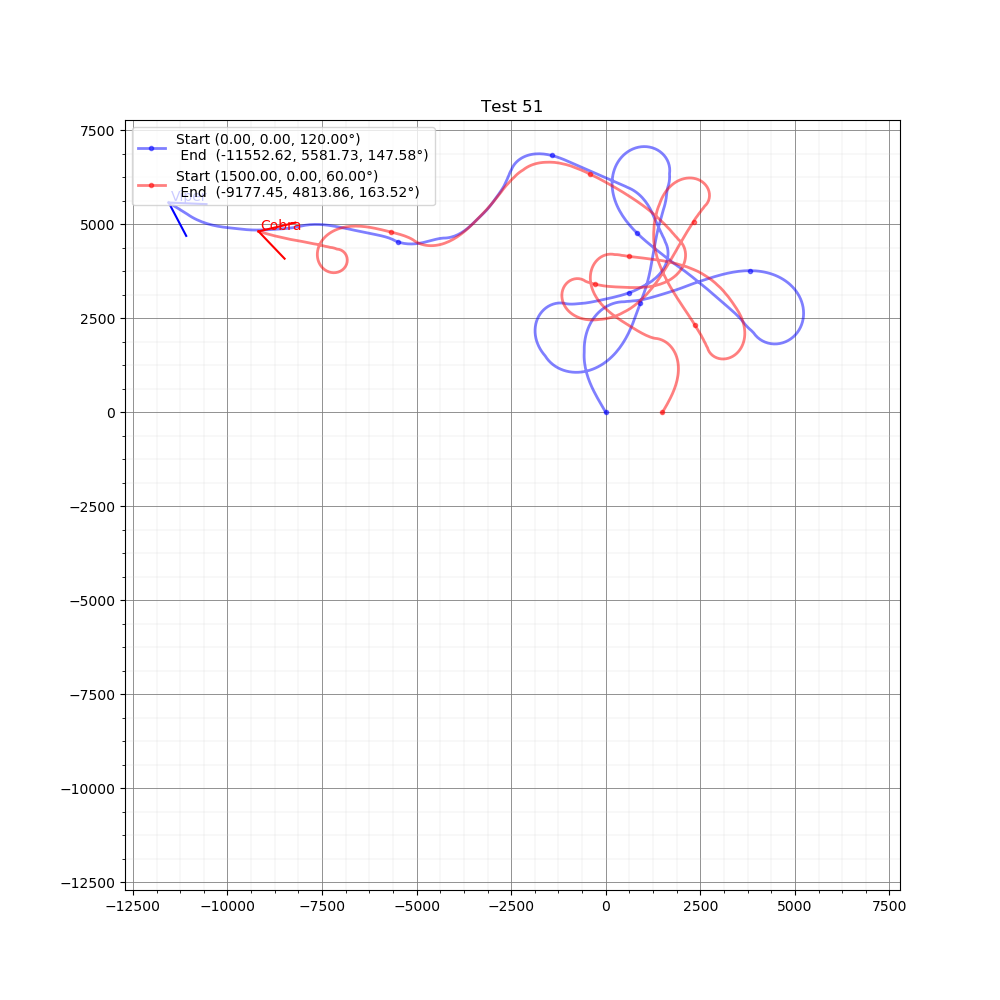 Test 51
Start (0.00, 0.00, 120.00°)
End (-11552.62, 5581.73, 147.58°)
Start (1500.00, 0.00, 60.00°)
End (-9177.45, 4813.86, 163.52°)
Viper
Cobra
7500
5000
2500
0
−2500
−5000
−7500
−10000
−12500
−12500 −10000 −7500 −5000 −2500 0 2500 5000 7500